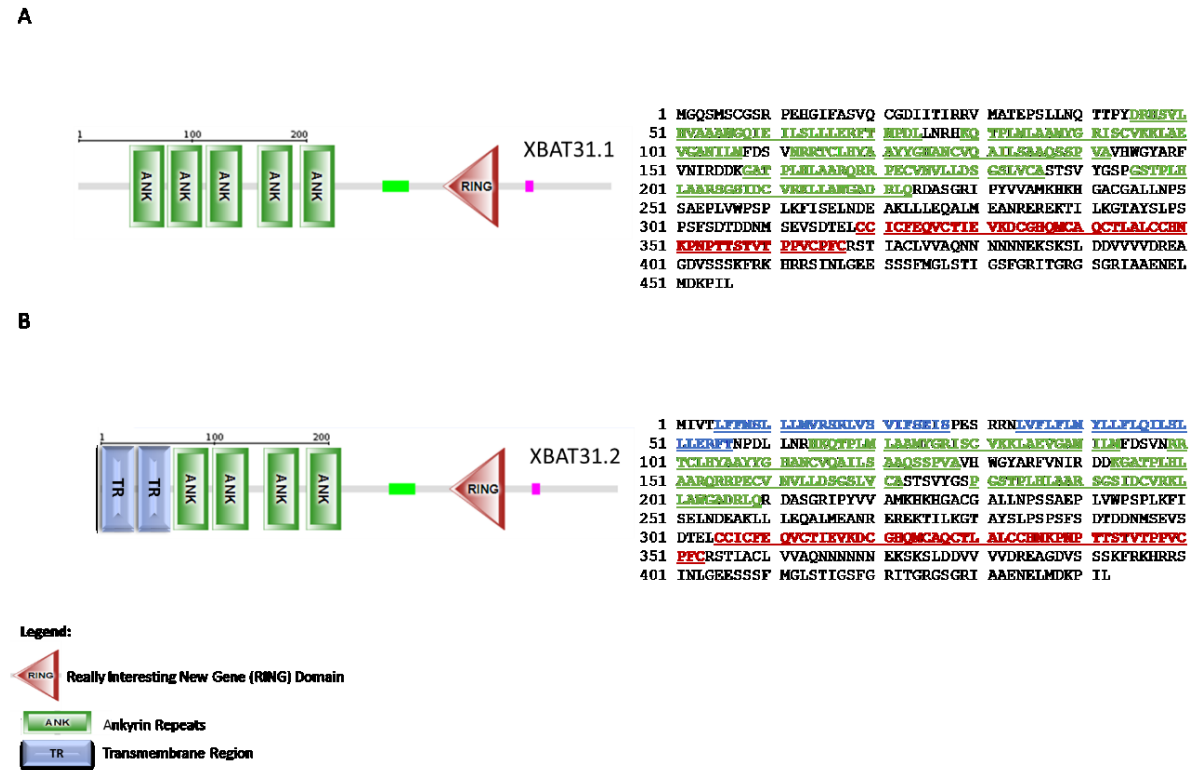 A
1 100 200
ANK ANK ANK ANK ANK RING
XBAT31.1
1 MGQSMSCGSR PEHGIFASVQ CGDIITIRRV MATEPSLLNQ TTPYDRHSVL
51 HVAAANGQIE ILSLLLERFT NPDLLNRHKQ TPLMLAAMYG RISCVKKLAE
101 VGANILMFDS VNRRTCLHYA AYYGHANCVQ AILSAAQSSP VAVHWGYARF
151 VNIRDDKGAT PLHLAARQRR PECVNVLLDS GSLVCASTSV YGSPGSTPLH
201 LAARSGSIDC VRKLLAWGAD RLQRDASGRI PYVVAMKHKH GACGALLNPS
251 SAEPLVWPSP LKFISELNDE AKLLLEQALM EANREREKTI LKGTAYSLPS
301 PSFSDTDDNM SEVSDTELCC ICFEQVCTIE VKDCGHQMCA QCTLALCCHN
351 KPNPTTSTVT PPVCPFCRST IACLVVAQNN NNNNEKSKSL DDVVVVDREA
401 GDVSSSKFRK HRRSINLGEE SSSFMGLSTI GSFGRITGRG SGRIAAENEL
451 MDKPIL
B
1 100 200
TR TR ANK ANK ANK ANK RING
XBAT31.2
1 MIVTLFFMSL LLMVRSRLVS VIFSEISPES RRNLVFLFLM YLLFLQILSL
51 LLERFTNPDL LNRHKQTPLM LAAMYGRISC VKKLAEVGAN ILMFDSVNRR
101 TCLHYAAYYG HANCVQAILS AAQSSPVAVH WGYARFVNIR DDKGATPLHL
151 AARQRRPECV NVLLDSGSLV CASTSVYGSP GSTPLHLAAR SGSIDCVRKL
201 LAWGADRLQR DASGRIPYVV AMKHKHGACG ALLNPSSAEP LVWPSPLKFI
251 SELNDEAKLL LEQALMEANR EREKTILKGT AYSLPSPSFS DTDDNMSEVS
301 DTELCCICFE QVCTIEVKDC GHQMCAQCTL ALCCHNKPNP TTSTVTPPVC
351 PFCRSTIACL VVAQNNNNNN EKSKSLDDVV VVDREAGDVS SSKFRKHRRS
401 INLGEESSSF MGLSTIGSFG RITGRGSGRI AAENELMDKP IL
Legend:
RING Really Interesting New Gene (RING) Domain
ANK Ankyrin Repeats
TR Transmembrane Region